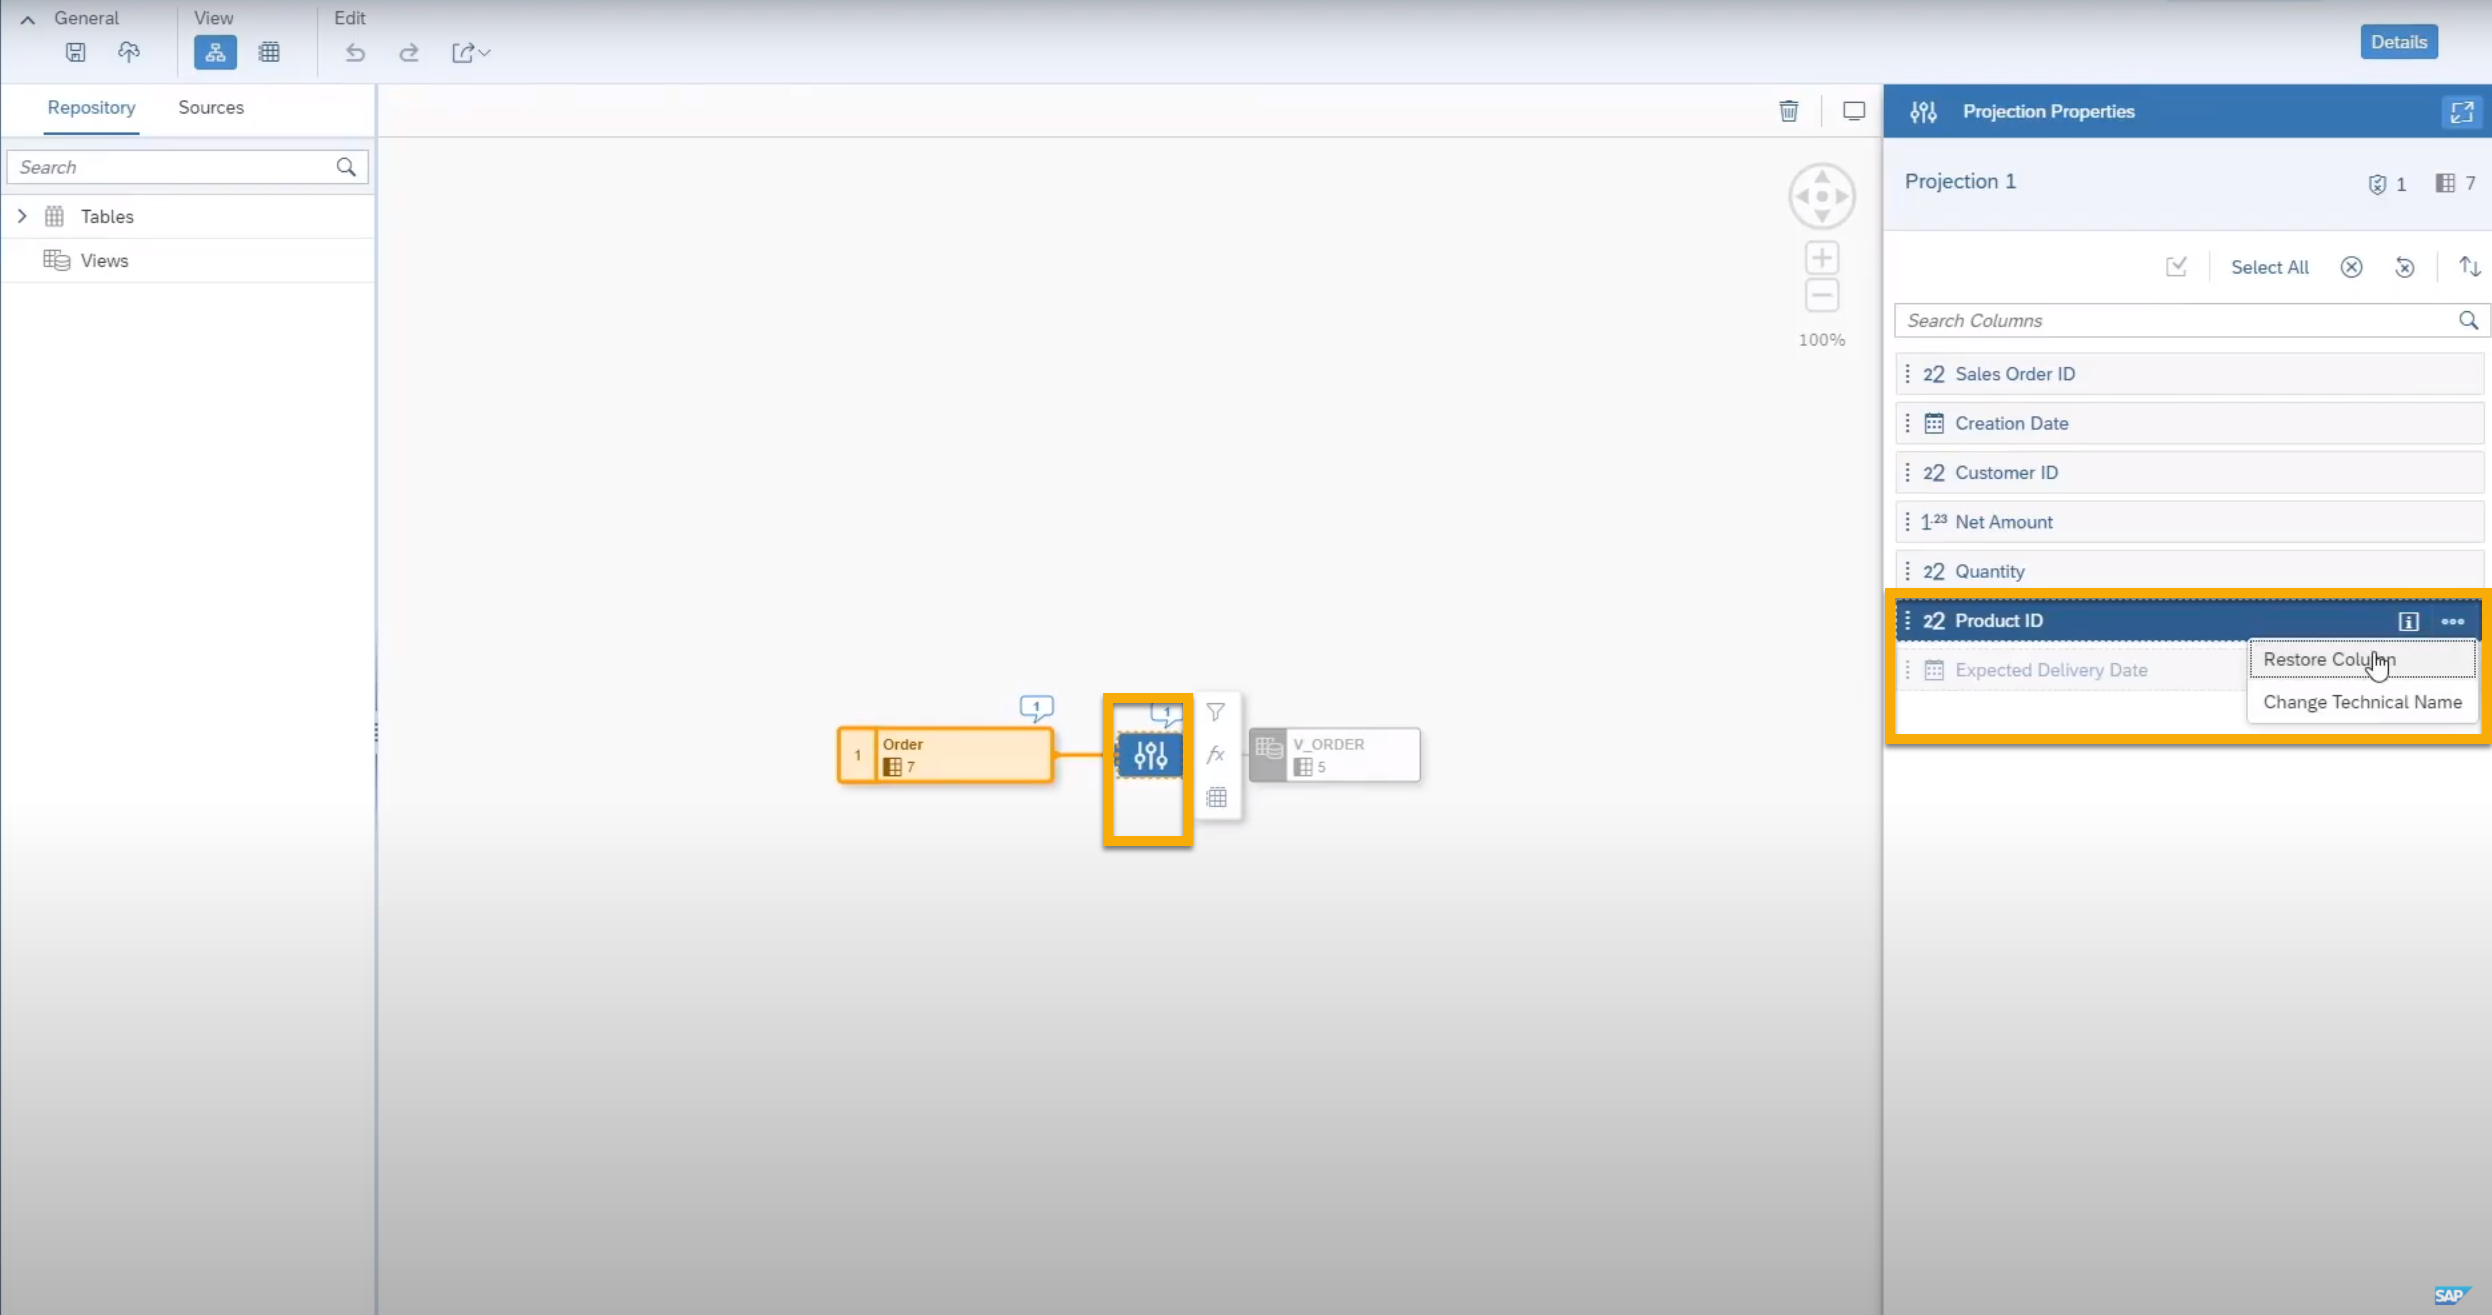 General
View
Edit
Details
Repository
Sources
Search
Tables
Views
100%
1
Order
7
1
1
V_ORDER
5
Projection Properties
Projection 1
1
7
Select All
Search Columns
22 Sales Order ID
Creation Date
22 Customer ID
1.23 Net Amount
22 Quantity
22 Product ID
Restore Column
Expected Delivery Date
Change Technical Name
SAP